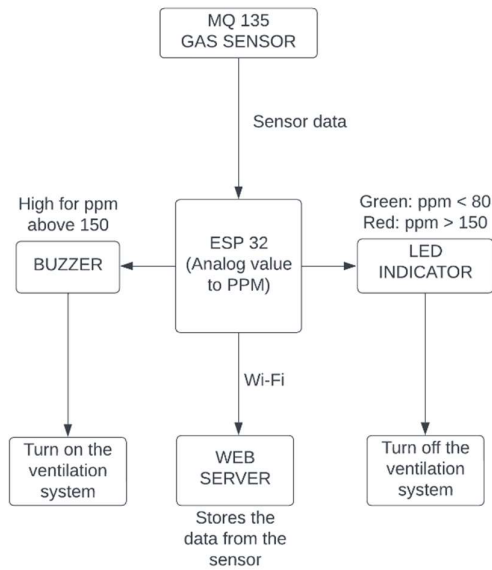 MQ 135
GAS SENSOR
Sensor data
High for ppm
above 150
Green: ppm < 80
Red: ppm > 150
BUZZER
ESP 32
(Analog value
to PPM)
LED
INDICATOR
Wi-Fi
Turn on the
ventilation
system
WEB
SERVER
Turn off the
ventilation
system
Stores the
data from the
sensor